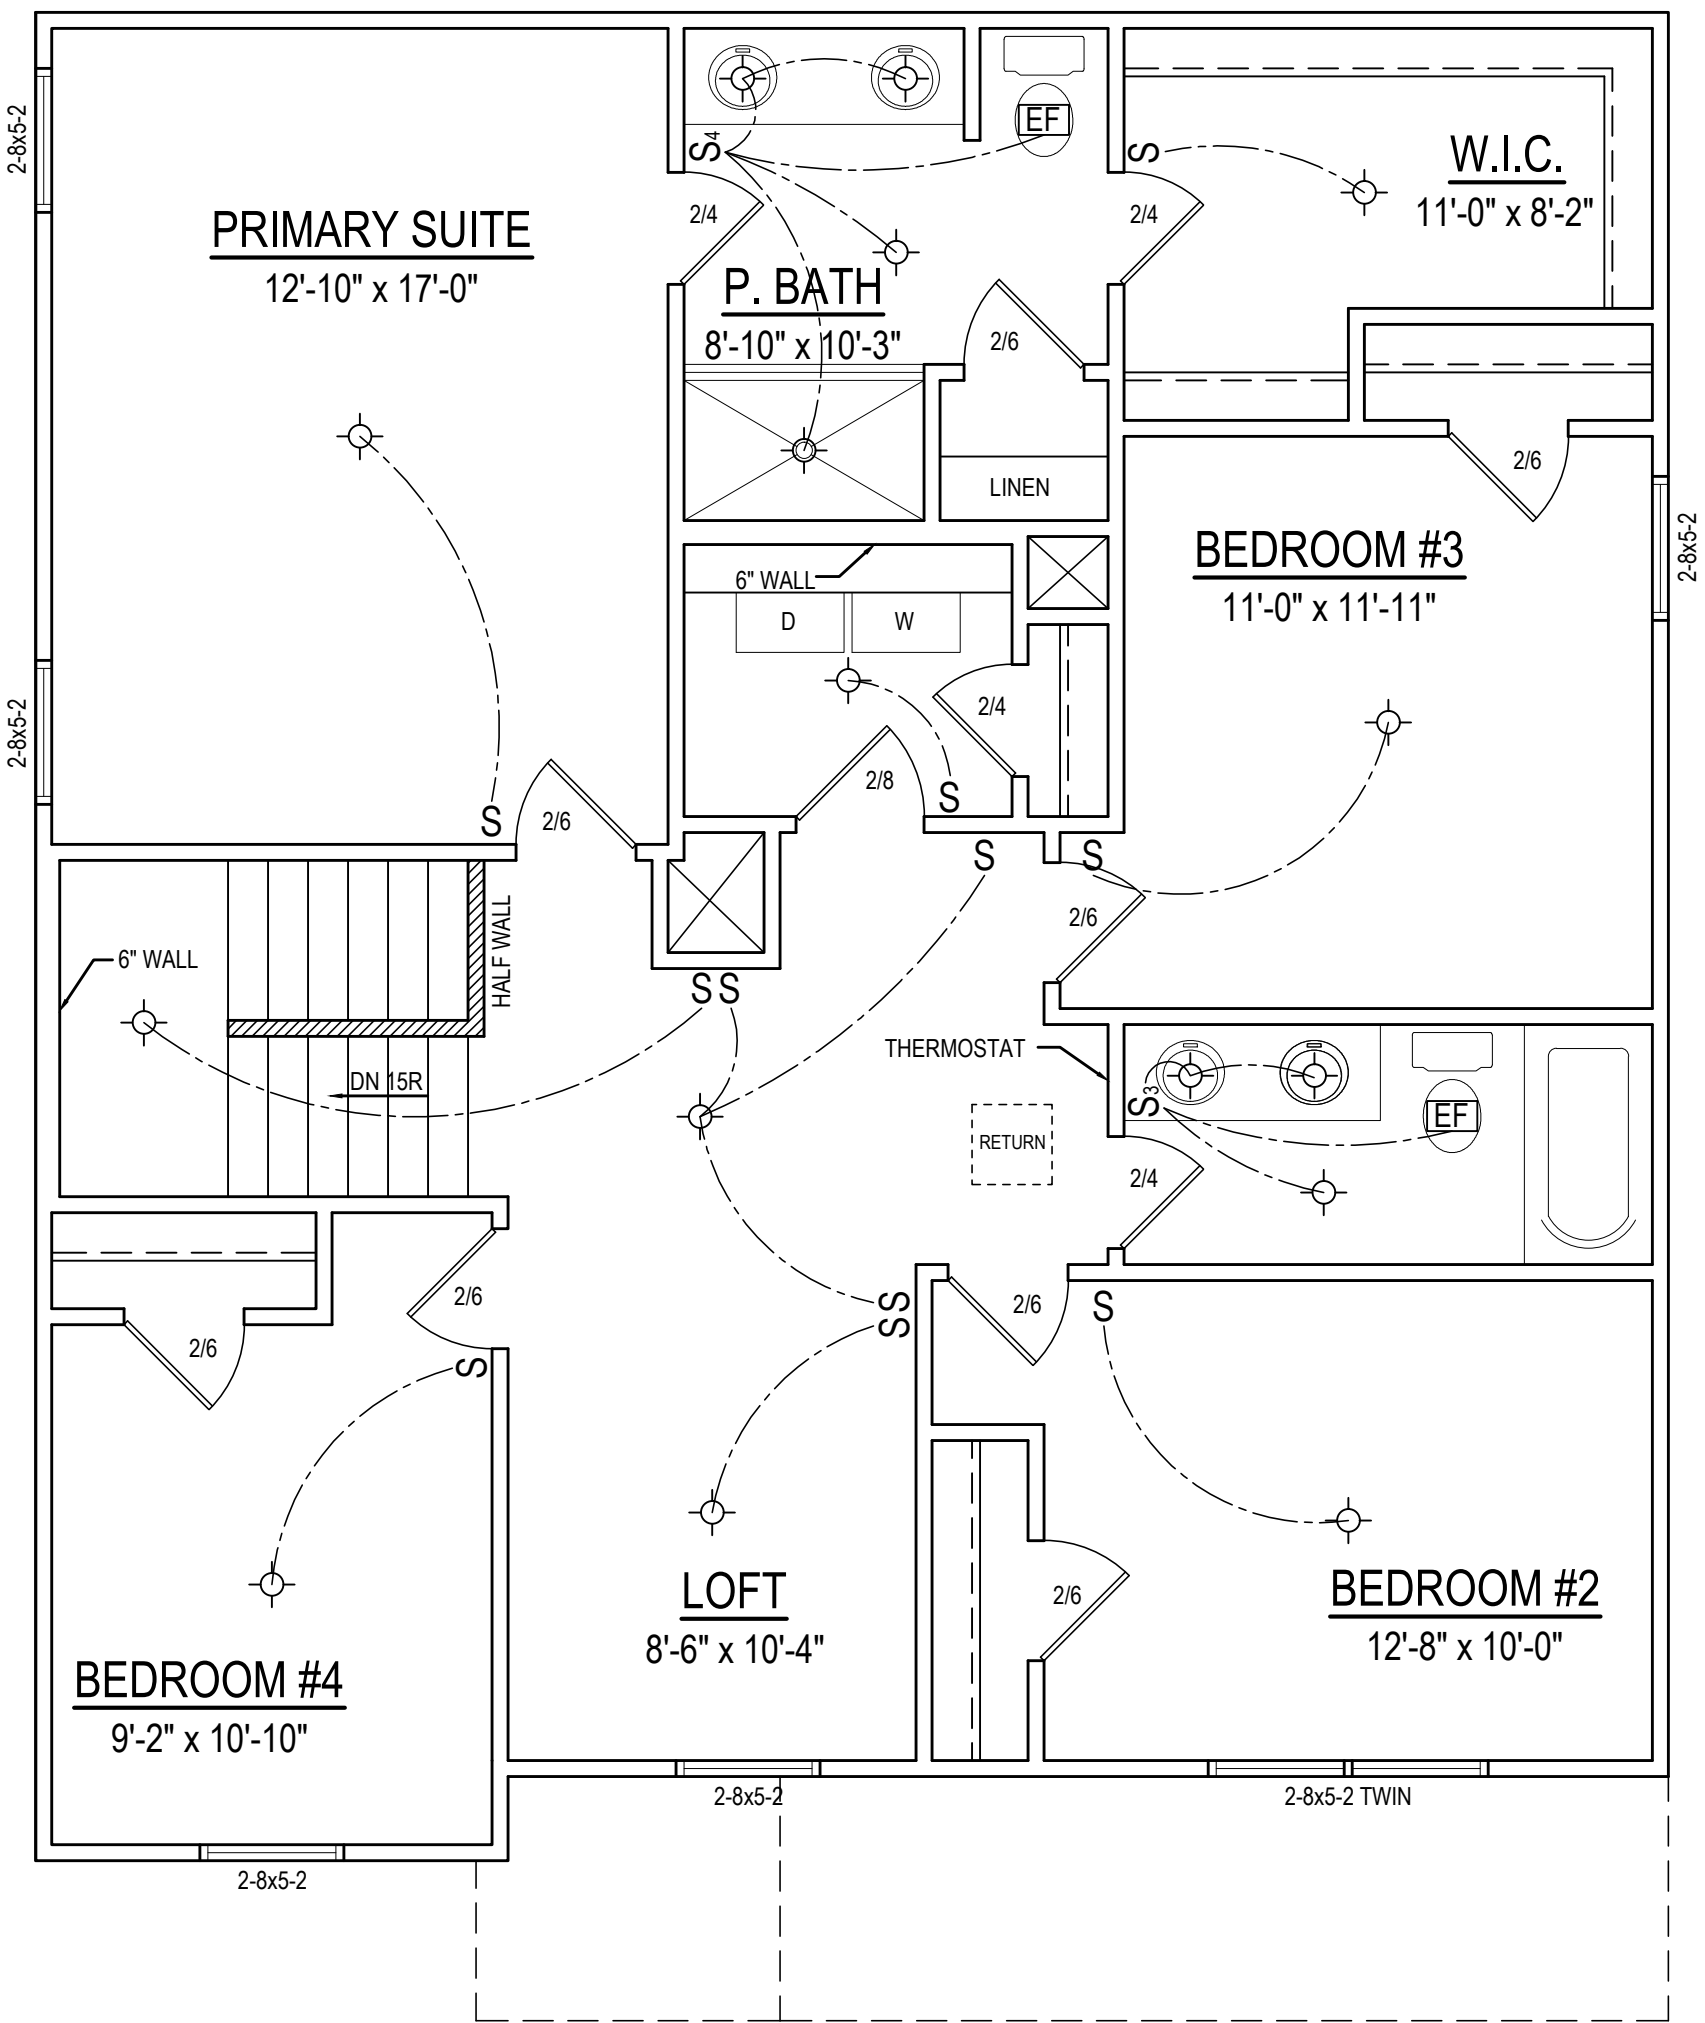 2-8x5-2
PRIMARY SUITE
12'-10" x 17'-0"
S4
EF
2/4
P. BATH
8'-10" x 10'-3"
2/6
LINEN
S
2/4
W.I.C.
11'-0" x 8'-2"
2/6
BEDROOM #3
11'-0" x 11'-11"
2-8x5-2
6" WALL
D
W
2/4
2/8
S
2-8x5-2
S
2/6
S
S
2/6
HALF WALL
6" WALL
SS
DN 15R
THERMOSTAT
RETURN
S3
EF
2/4
2/6
2/6
S
S
S
2/6
S
2/6
S
LOFT
8'-6" x 10'-4"
2/6
BEDROOM #2
12'-8" x 10'-0"
BEDROOM #4
9'-2" x 10'-10"
2-8x5-2
2-8x5-2 TWIN
2-8x5-2